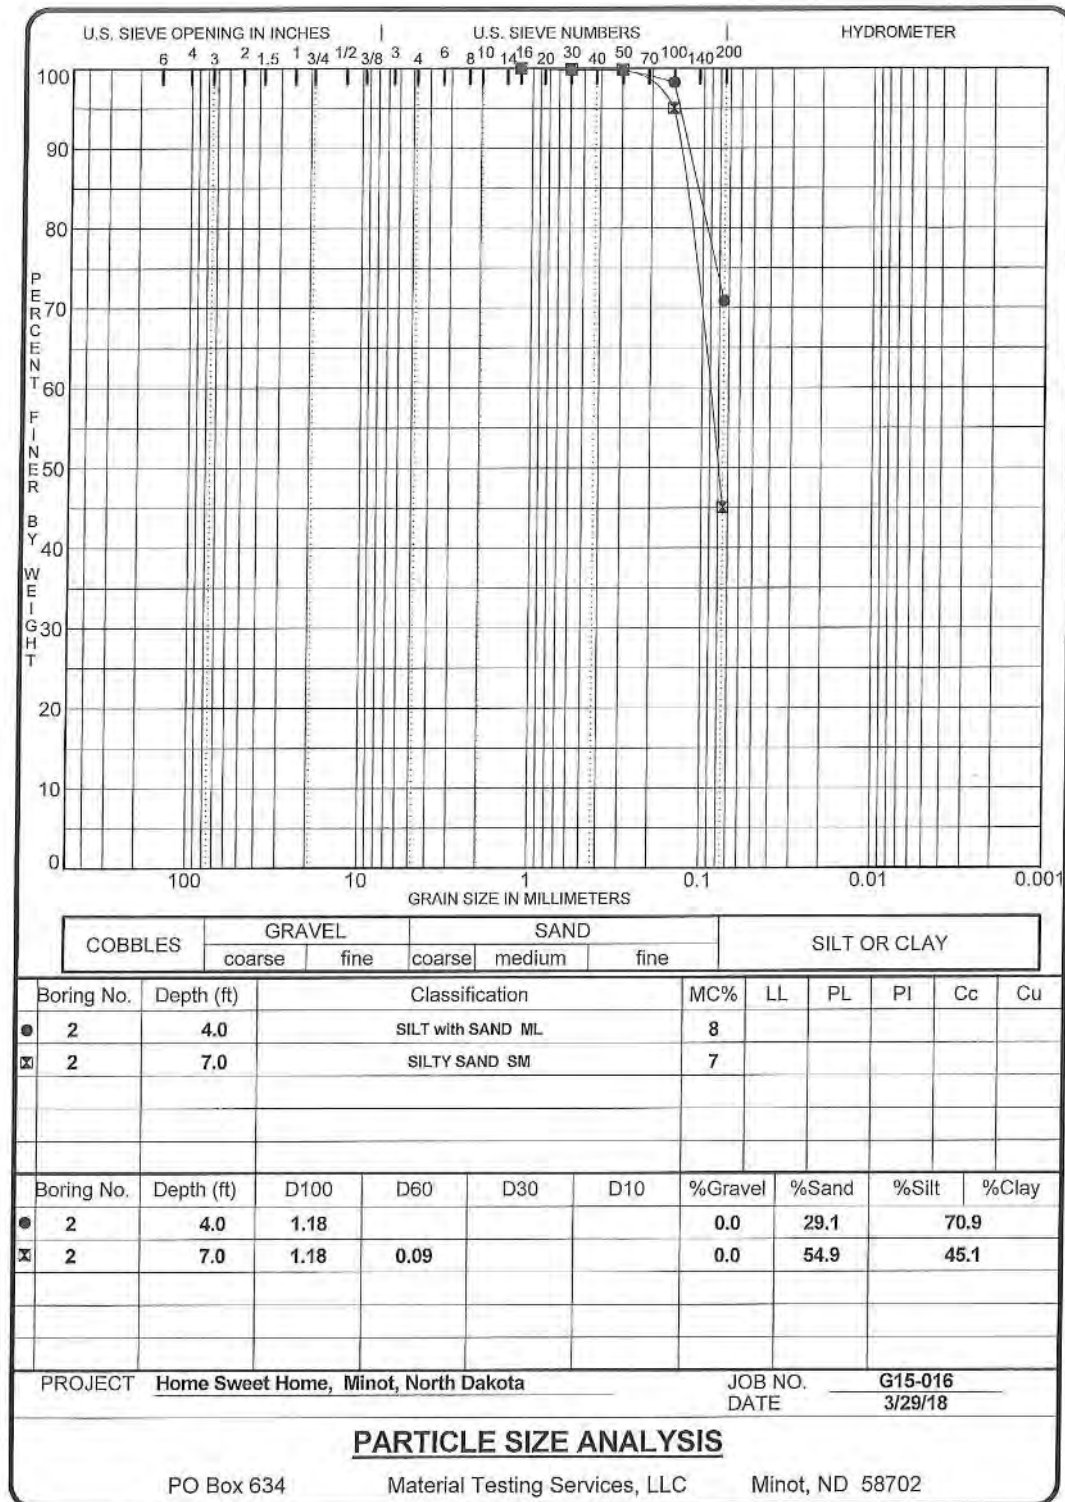 U.S. SIEVE OPENING IN INCHES U.S. SIEVE NUMBERS HYDROMETER
6 4 3 2 1.5 1 3/4 1/2 3/8 3 4 6 8 10 14 16 20 30 40 50 70 100 140 200
100
90
80
70
60
50
40
30
20
10
0
PERCENT FINER BY WEIGHT
100 10 1 0.1 0.01 0.001
GRAIN SIZE IN MILLIMETERS
COBBLES GRAVEL SAND SILT OR CLAY
coarse fine coarse medium fine
Boring No. Depth (ft) Classification MC% LL PL PI Cc Cu
2 4.0 SILT with SAND ML 8
2 7.0 SILTY SAND SM 7
Boring No. Depth (ft) D100 D60 D30 D10 %Gravel %Sand %Silt %Clay
2 4.0 1.18 0.0 29.1 70.9
2 7.0 1.18 0.09 0.0 54.9 45.1
PROJECT Home Sweet Home, Minot, North Dakota JOB NO. G15-016
DATE 3/29/18
PARTICLE SIZE ANALYSIS
PO Box 634 Material Testing Services, LLC Minot, ND 58702